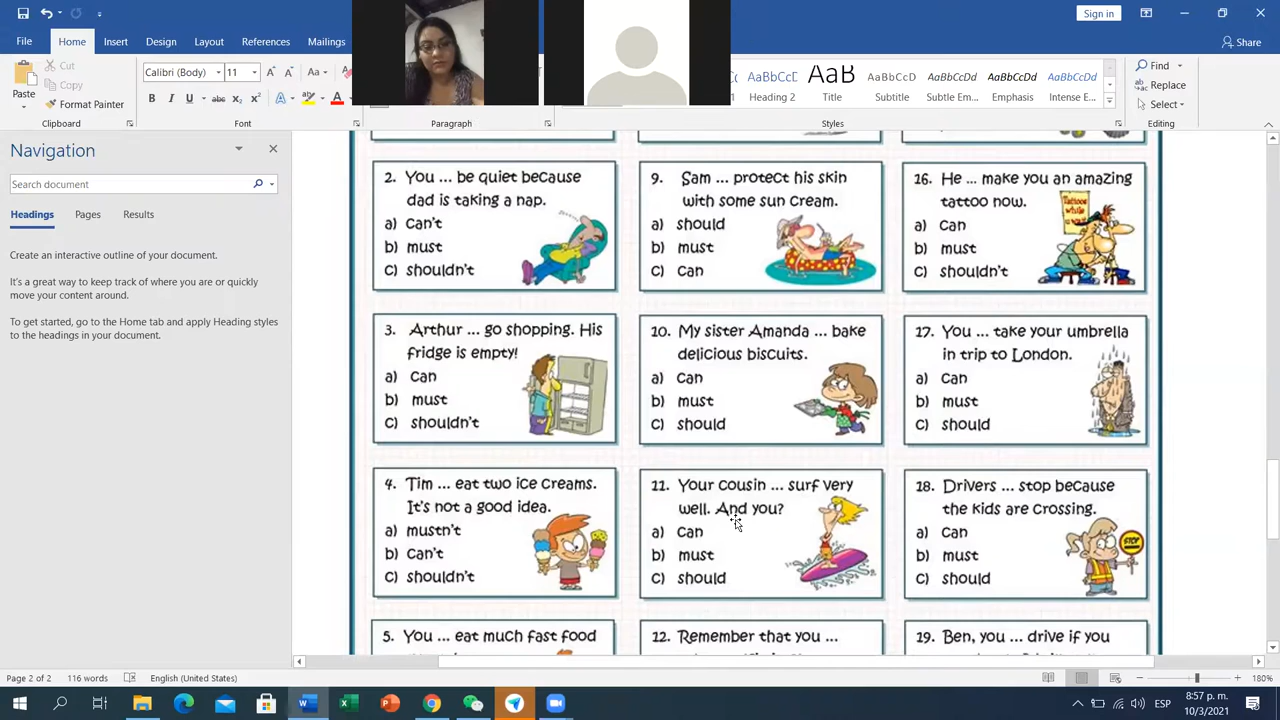 Sign in
File
Home
Insert
Design
Layout
References
Mailings
Share
Paste
Cut
Copy
Format Painter
Clipboard
Calibri (Body)
11
Font
Paragraph
AaBbCcDc
1
Heading 2
AaB
Title
AaBbCcD
Subtitle
AaBbCcDd
Subtle Em...
AaBbCcDd
Emphasis
AaBbCcDd
Intense E...
Styles
Find
Replace
Select
Editing
Navigation
Search document
Headings
Pages
Results
Create an interactive outline of your document.
It's a great way to keep track of where you are or quickly
move your content around.
To get started, go to the Home tab and apply Heading styles
to the headings in your document.
2. You ... be quiet because
dad is taking a nap.
a) can't
b) must
c) shouldn't
3. Arthur ... go shopping. His
fridge is empty!
a) can
b) must
c) shouldn't
4. Tim ... eat two ice creams.
It's not a good idea.
a) mustn't
b) can't
c) shouldn't
5. You ... eat much fast food
9. Sam ... protect his skin
with some sun cream.
a) should
b) must
c) can
10. My sister Amanda ... bake
delicious biscuits.
a) can
b) must
c) should
11. Your cousin ... surf very
well. And you?
a) can
b) must
c) should
12. Remember that you ...
16. He ... make you an amazing
tattoo now.
a) can
b) must
c) shouldn't
Tattoos
while
u wait
17. You ... take your umbrella
in trip to London.
a) can
b) must
c) should
18. Drivers ... stop because
the kids are crossing.
a) can
b) must
c) should
STOP
19. Ben, you ... drive if you
Page 2 of 2
116 words
English (United States)
180%
ESP
8:57 p. m.
10/3/2021